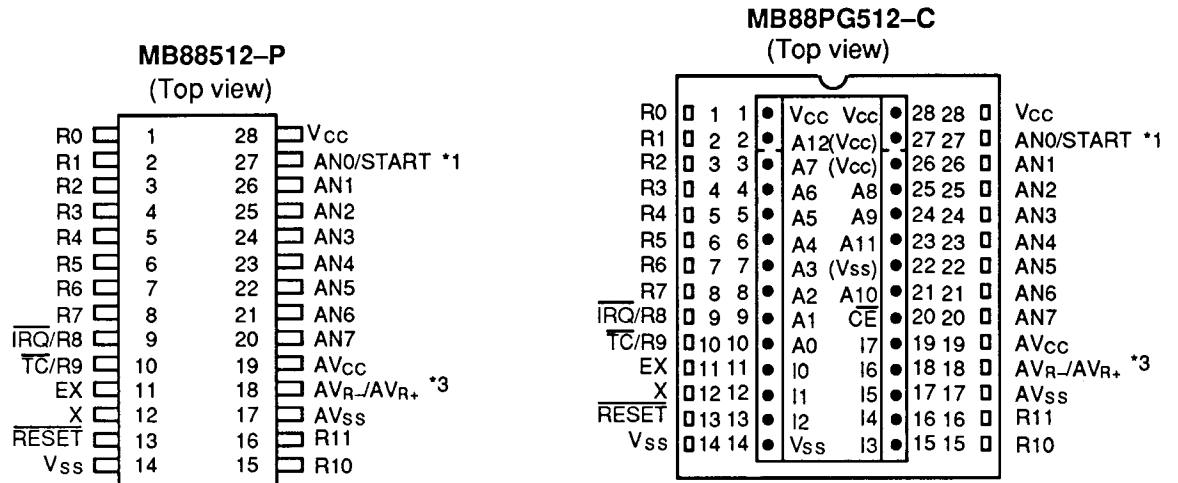 MB88512–P
(Top view)
R0 1 28 VCC
R1 2 27 AN0/START *1
R2 3 26 AN1
R3 4 25 AN2
R4 5 24 AN3
R5 6 23 AN4
R6 7 22 AN5
R7 8 21 AN6
IRQ/R8 9 20 AN7
TC/R9 10 19 AVCC
EX 11 18 AVR–/AVR+ *3
X 12 17 AVSS
RESET 13 16 R11
VSS 14 15 R10
MB88PG512–C
(Top view)
R0 1 1 VCC VCC 28 28 VCC
R1 2 2 A12(VCC) 27 27 AN0/START *1
R2 3 3 A7 (VCC) 26 26 AN1
R3 4 4 A6 A8 25 25 AN2
R4 5 5 A5 A9 24 24 AN3
R5 6 6 A4 A11 23 23 AN4
R6 7 7 A3 (VSS) 22 22 AN5
R7 8 8 A2 A10 21 21 AN6
IRQ/R8 9 9 A1 CE 20 20 AN7
TC/R9 10 10 A0 I7 19 19 AVCC
EX 11 11 I0 I6 18 18 AVR–/AVR+ *3
X 12 12 I1 I5 17 17 AVSS
RESET 13 13 I2 I4 16 16 R11
VSS 14 14 VSS I3 15 15 R10